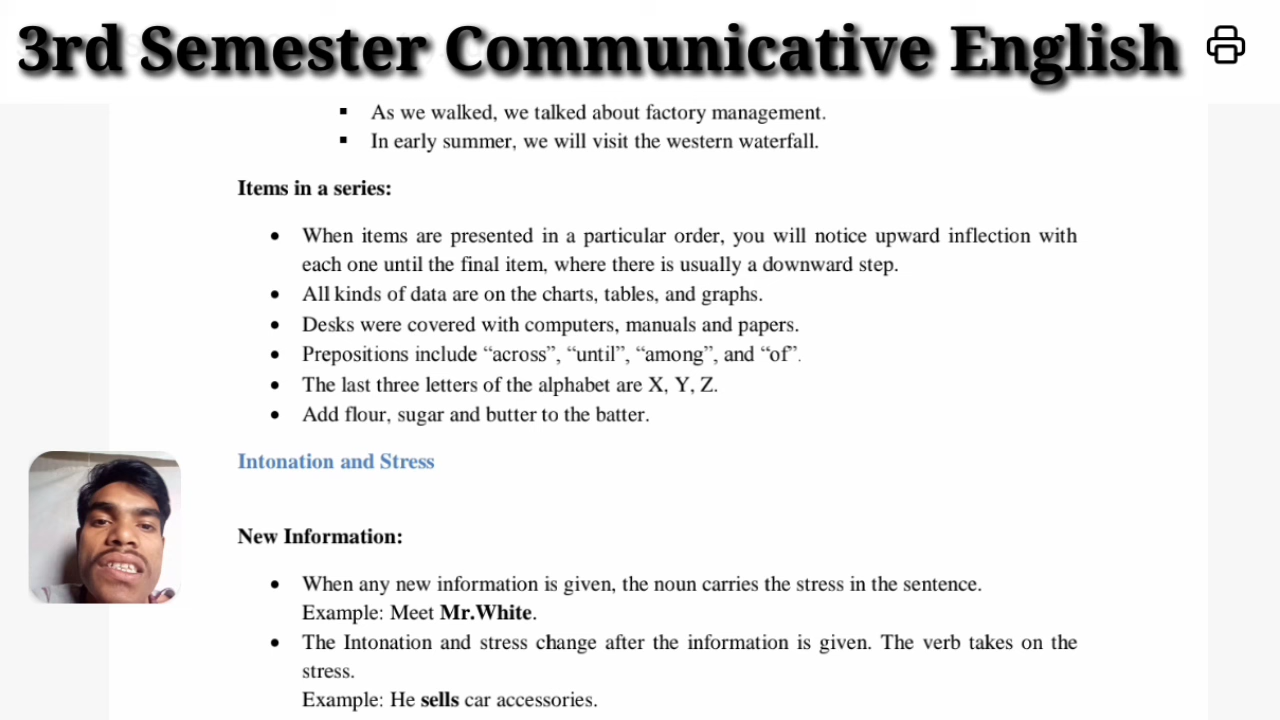 3rd Semester Communicative English
▪ As we walked, we talked about factory management.
▪ In early summer, we will visit the western waterfall.
Items in a series:
• When items are presented in a particular order, you will notice upward inflection with
each one until the final item, where there is usually a downward step.
• All kinds of data are on the charts, tables, and graphs.
• Desks were covered with computers, manuals and papers.
• Prepositions include “across”, “until”, “among”, and “of”.
• The last three letters of the alphabet are X, Y, Z.
• Add flour, sugar and butter to the batter.
Intonation and Stress
New Information:
• When any new information is given, the noun carries the stress in the sentence.
Example: Meet Mr.White.
• The Intonation and stress change after the information is given. The verb takes on the
stress.
Example: He sells car accessories.